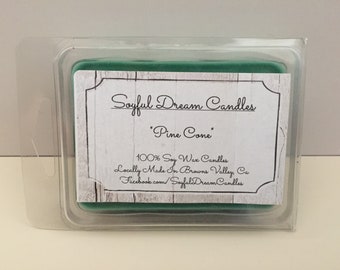 Soyful Dream Candles
"Pine Cone"
100% Soy Wax Candles
Locally Made In Browns Valley, Ca
Facebook.com/SoyfulDreamCandles